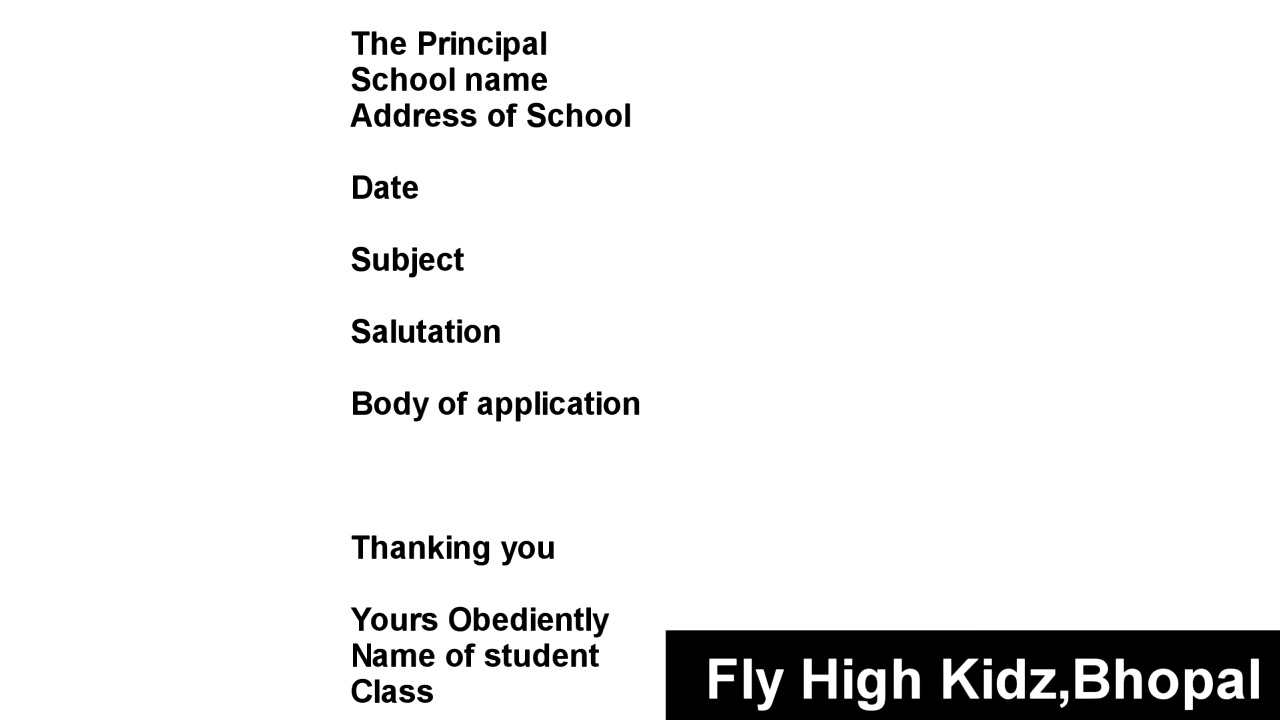 The Principal
School name
Address of School
Date
Subject
Salutation
Body of application
Thanking you
Yours Obediently
Name of student
Class
Fly High Kidz,Bhopal